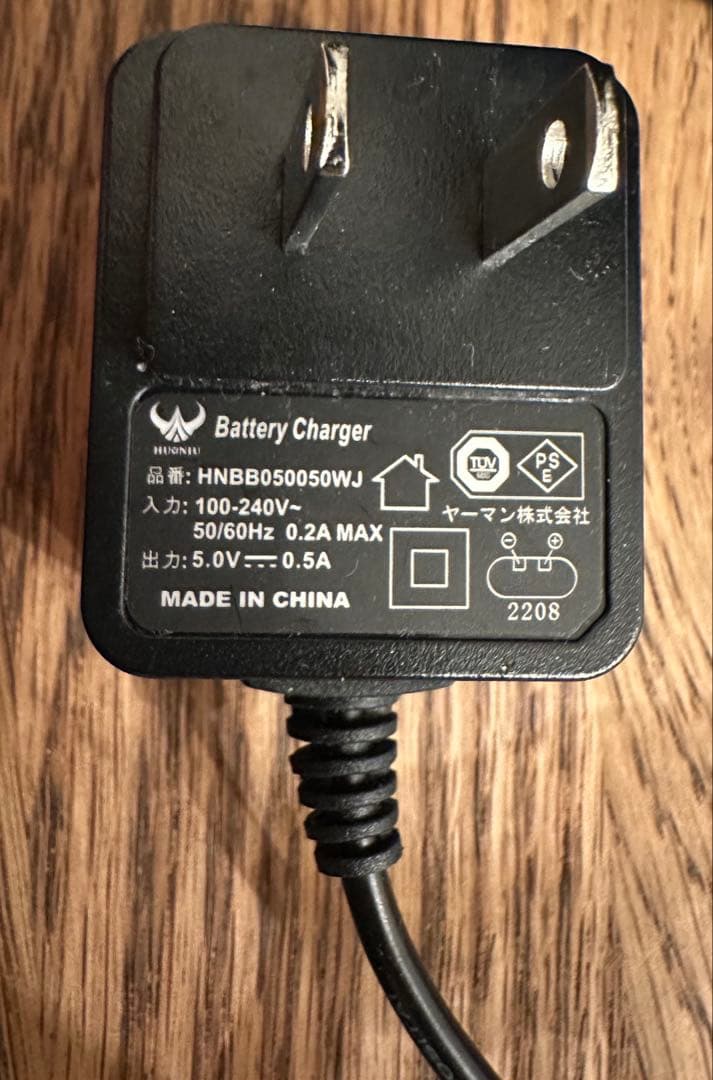 HUONIU
Battery Charger
品番: HNBB050050WJ
入力: 100-240V~
50/60Hz 0.2A MAX
出力: 5.0V⎓0.5A
MADE IN CHINA
TÜV
PS
E
ヤーマン株式会社
⊖ ⊕
2208